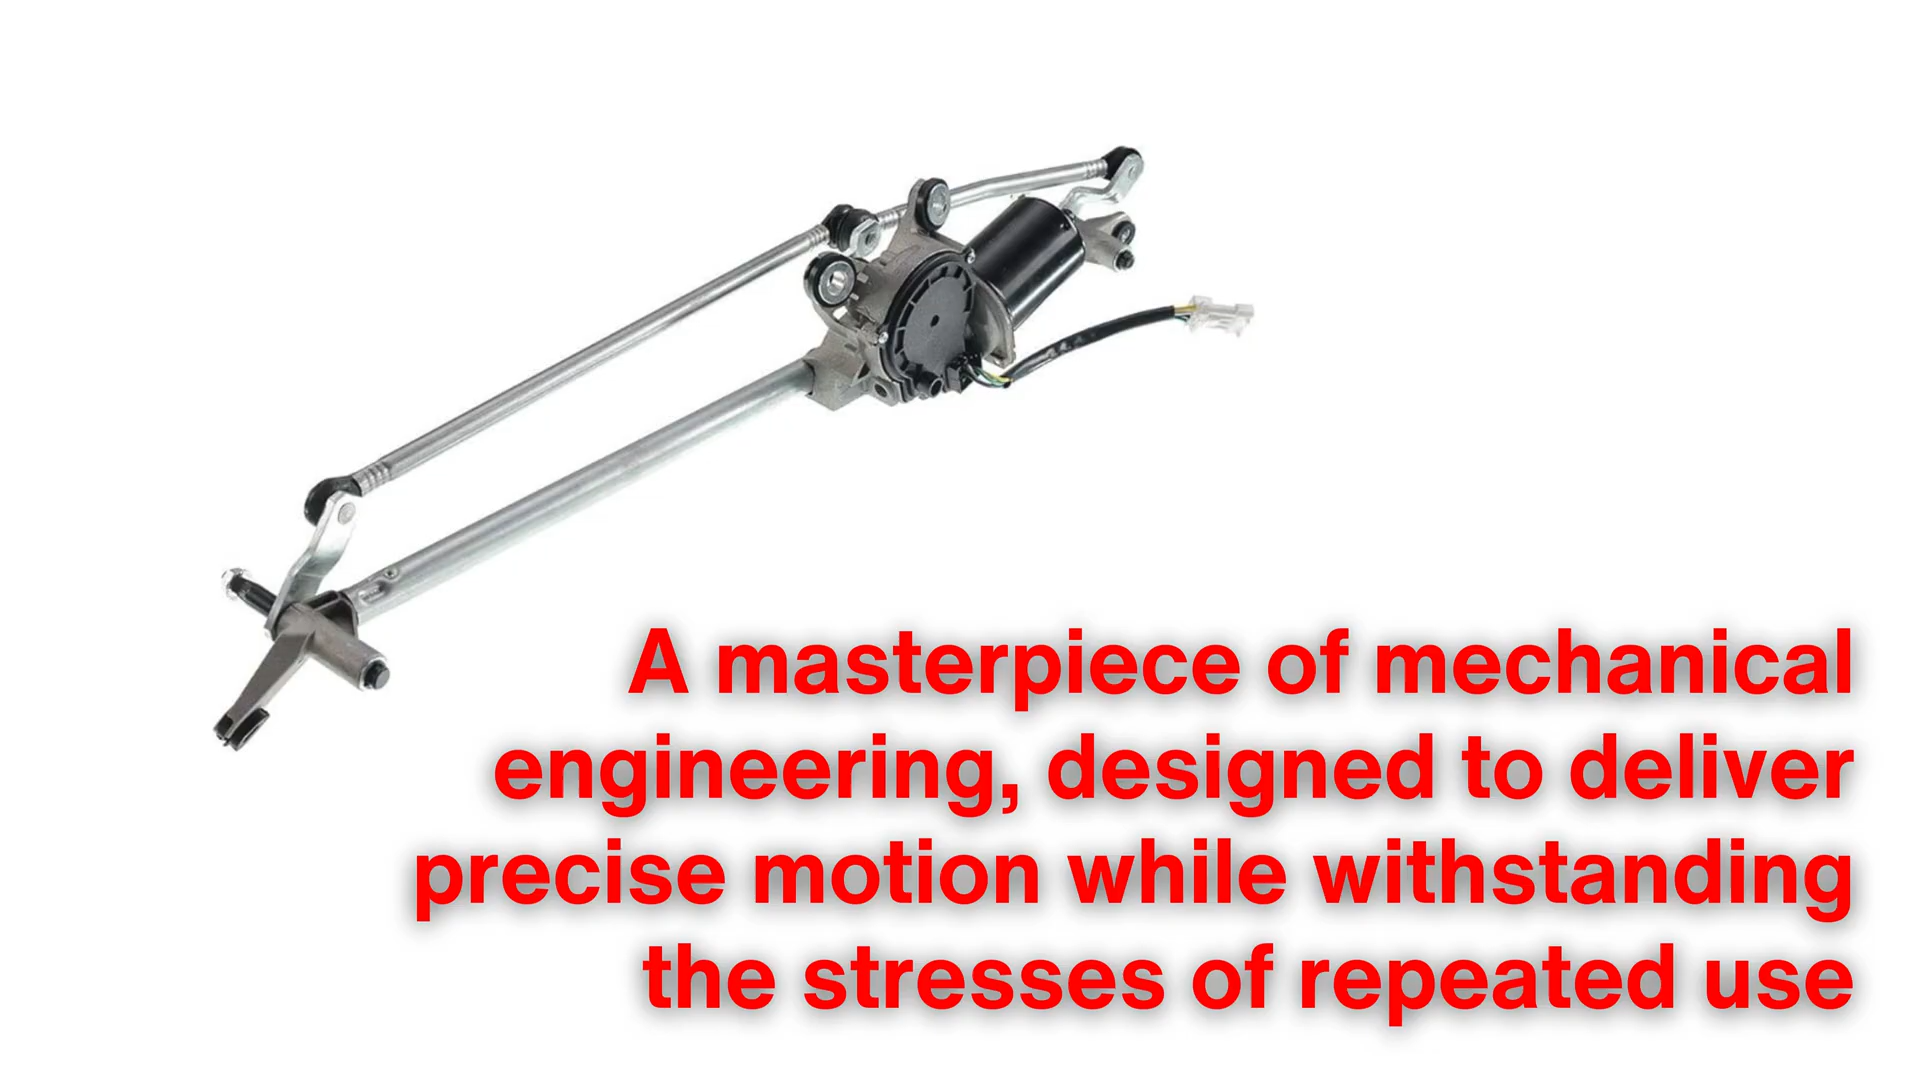 A masterpiece of mechanical
engineering, designed to deliver
precise motion while withstanding
the stresses of repeated use